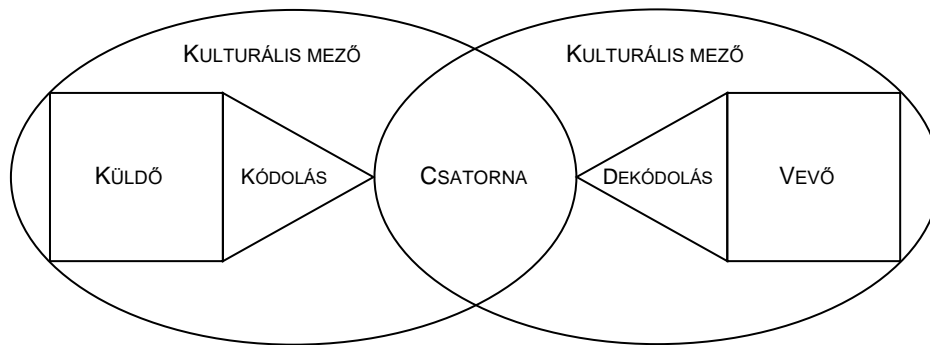 KULTURÁLIS MEZŐ
KULTURÁLIS MEZŐ
KÜLDŐ
KÓDOLÁS
CSATORNA
DEKÓDOLÁS
VEVŐ